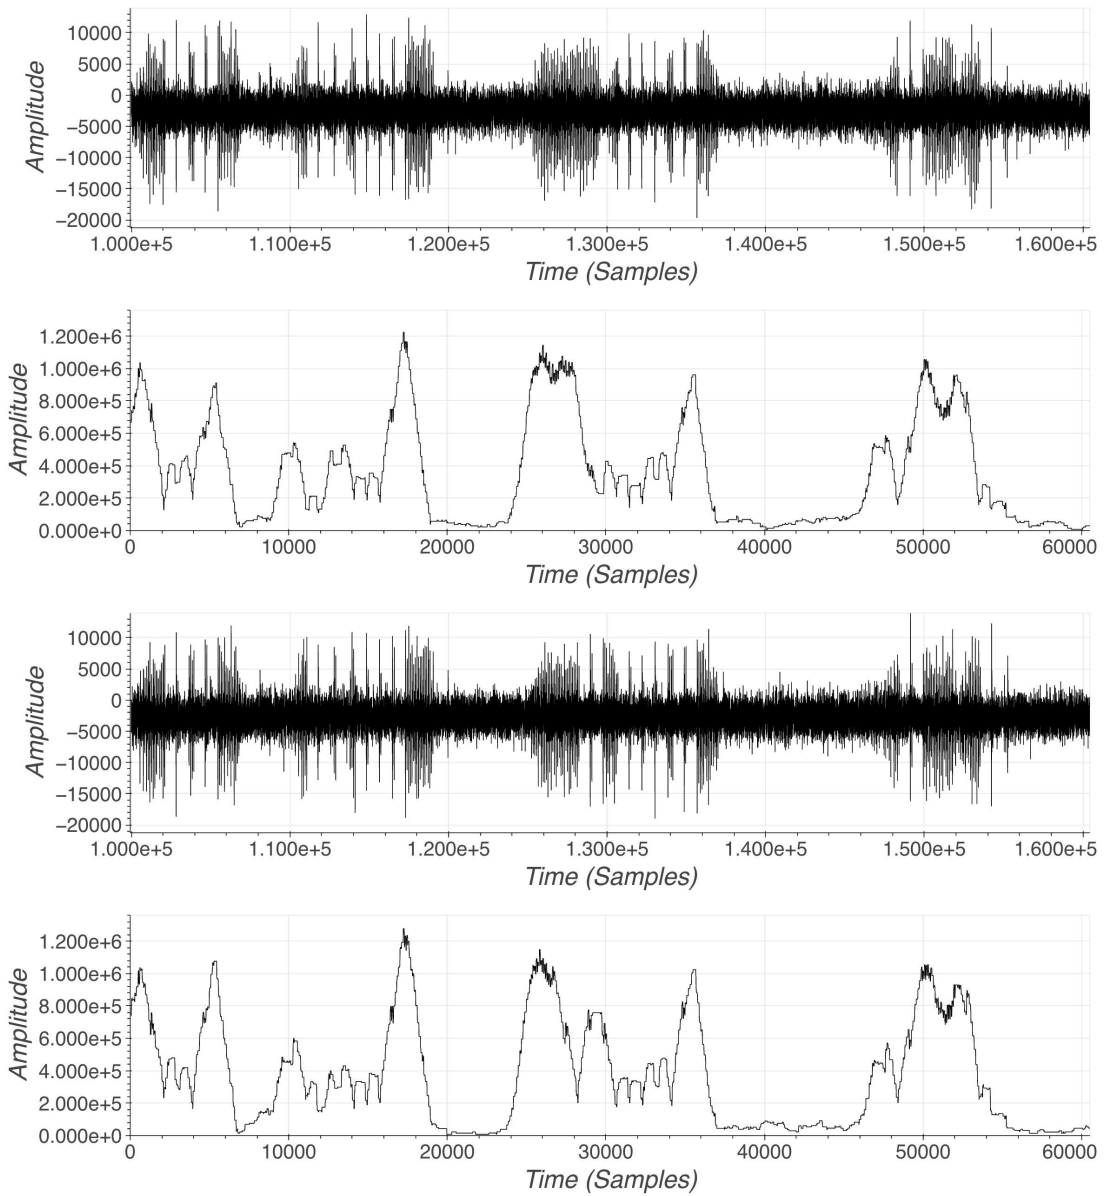 10000
5000
0
−5000
−10000
−15000
−20000
Amplitude
1.000e+5 1.100e+5 1.200e+5 1.300e+5 1.400e+5 1.500e+5 1.600e+5
Time (Samples)
1.200e+6
1.000e+6
8.000e+5
6.000e+5
4.000e+5
2.000e+5
0.000e+0
Amplitude
0 10000 20000 30000 40000 50000 60000
Time (Samples)
10000
5000
0
−5000
−10000
−15000
−20000
Amplitude
1.000e+5 1.100e+5 1.200e+5 1.300e+5 1.400e+5 1.500e+5 1.600e+5
Time (Samples)
1.200e+6
1.000e+6
8.000e+5
6.000e+5
4.000e+5
2.000e+5
0.000e+0
Amplitude
0 10000 20000 30000 40000 50000 60000
Time (Samples)